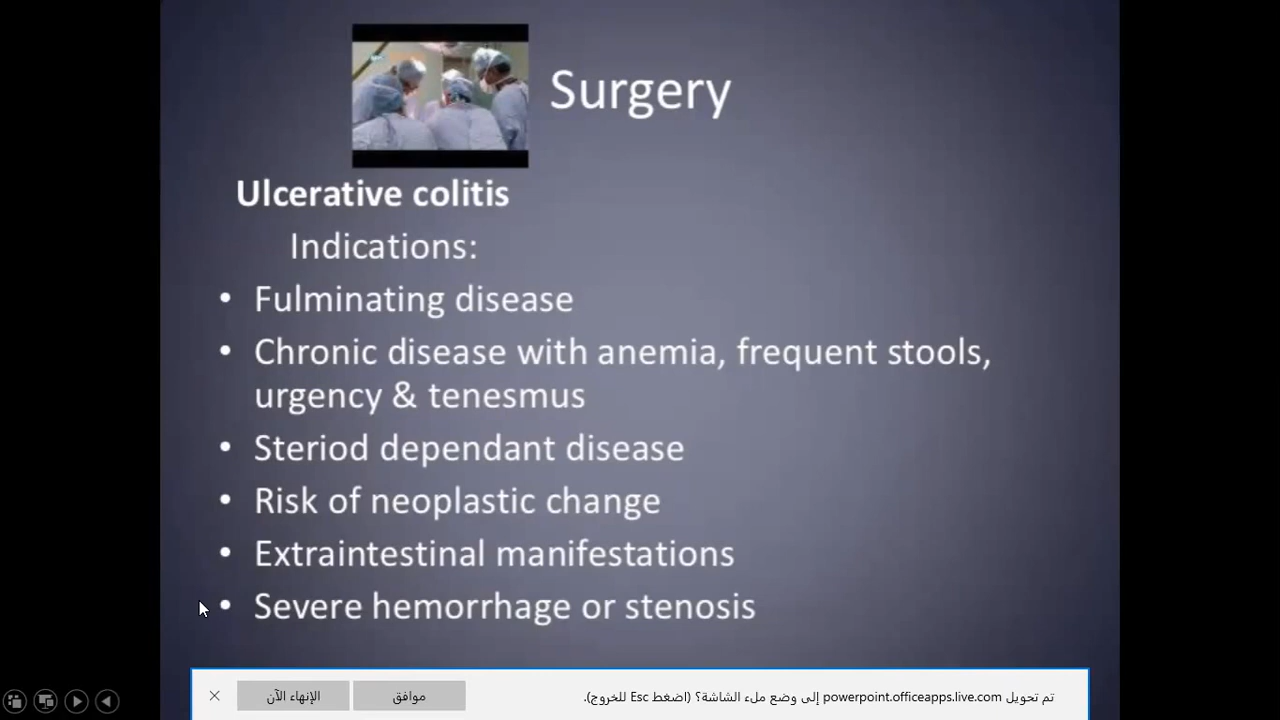 Surgery
Ulcerative colitis
Indications:
• Fulminating disease
• Chronic disease with anemia, frequent stools,
urgency & tenesmus
• Steriod dependant disease
• Risk of neoplastic change
• Extraintestinal manifestations
• Severe hemorrhage or stenosis
تم تحويل powerpoint.officeapps.live.com إلى وضع ملء الشاشة؟ (اضغط Esc للخروج).
موافق
الإنهاء الآن